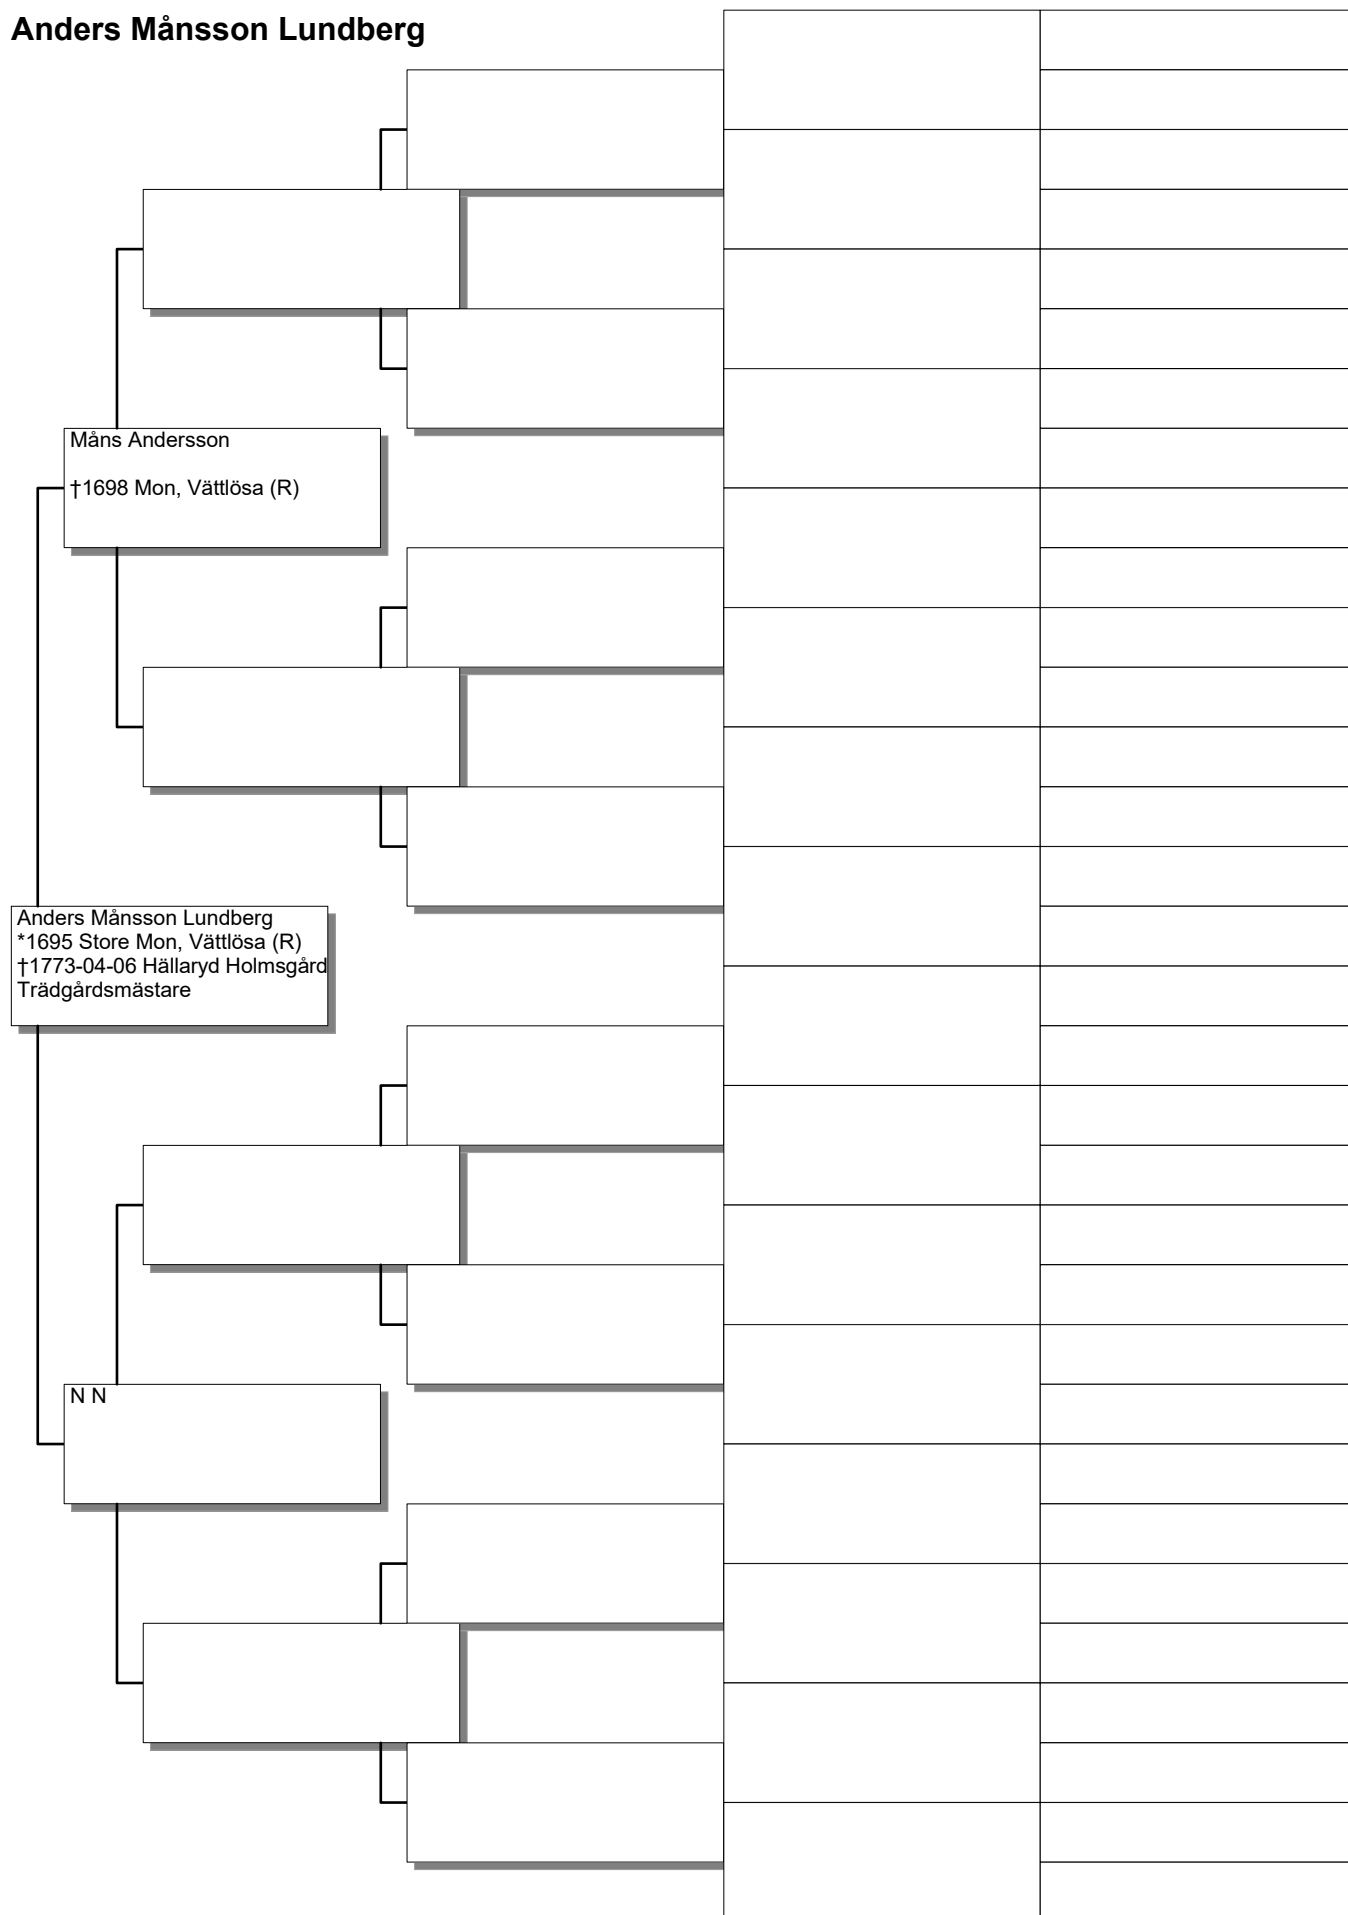 Anders Månsson Lundberg
Måns Andersson
†1698 Mon, Vättlösa (R)
Anders Månsson Lundberg
*1695 Store Mon, Vättlösa (R)
†1773-04-06 Hällaryd Holmsgård
Trädgårdsmästare
N N